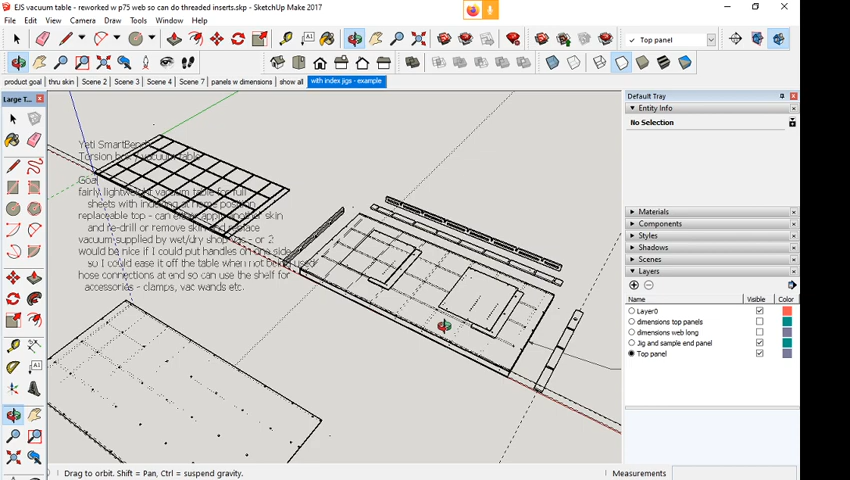 EJS vacuum table - reworked w p75 web so can do threaded inserts.skp - SketchUp Make 2017
File Edit View Camera Draw Tools Window Help
Top panel
product goal thru skin Scene 2 Scene 3 Scene 4 Scene 7 panels w dimensions show all with index jigs - example
Large T...
Default Tray
Entity Info
No Selection
Yeti SmartBen
Torsion box vacuum table
Goal
fairly lightweight vacuum table for full
sheets with indexing at home position
replacable top - can either apply another skin
and re-drill or remove skin and replace
vacuum supplied by wet/dry shop vac - or 2
would be nice if I could put handles on one side
so I could ease it off the table when not being used
hose connections at end so can use the shelf for
accessories - clamps, vac wands etc.
Materials
Components
Styles
Shadows
Scenes
Layers
Name Visible Color
Layer0
dimensions top panels
dimensions web long
Jig and sample end panel
Top panel
Drag to orbit. Shift = Pan, Ctrl = suspend gravity.
Measurements